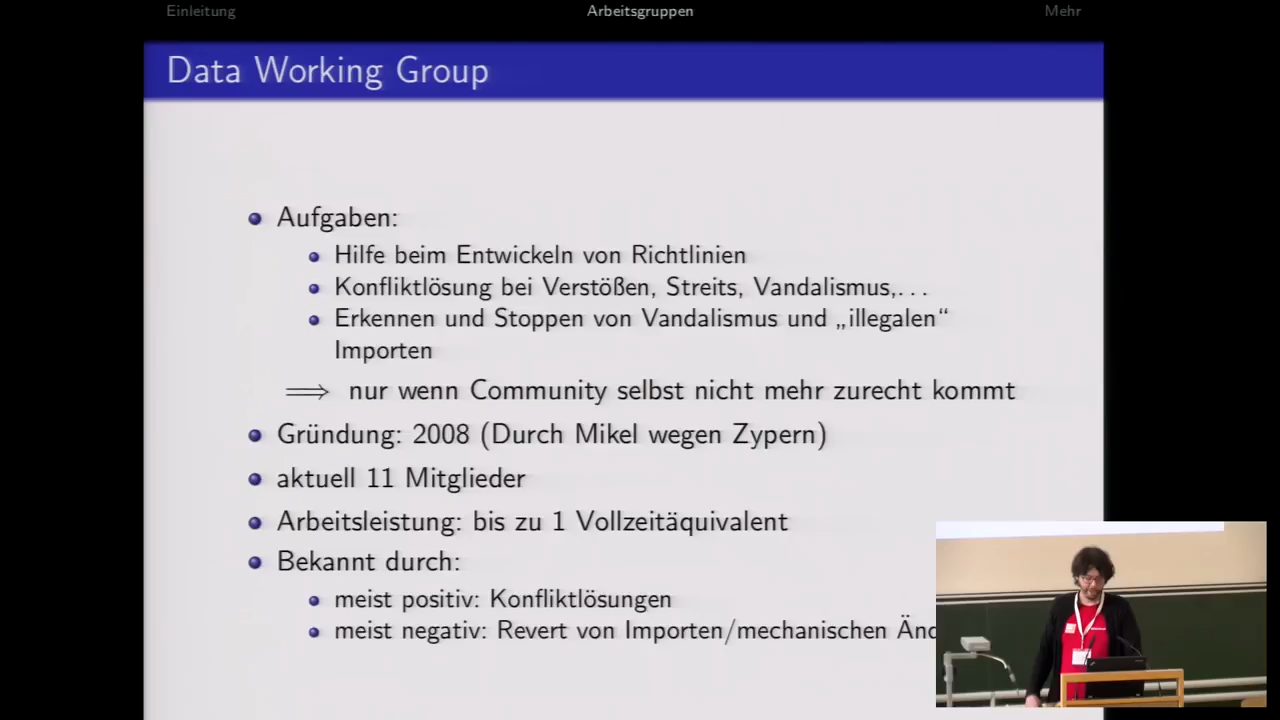 Einleitung
Arbeitsgruppen
Mehr
Data Working Group
Aufgaben:
Hilfe beim Entwickeln von Richtlinien
Konfliktlösung bei Verstößen, Streits, Vandalismus,...
Erkennen und Stoppen von Vandalismus und „illegalen“
Importen
⟹ nur wenn Community selbst nicht mehr zurecht kommt
Gründung: 2008 (Durch Mikel wegen Zypern)
aktuell 11 Mitglieder
Arbeitsleistung: bis zu 1 Vollzeitäquivalent
Bekannt durch:
meist positiv: Konfliktlösungen
meist negativ: Revert von Importen/mechanischen